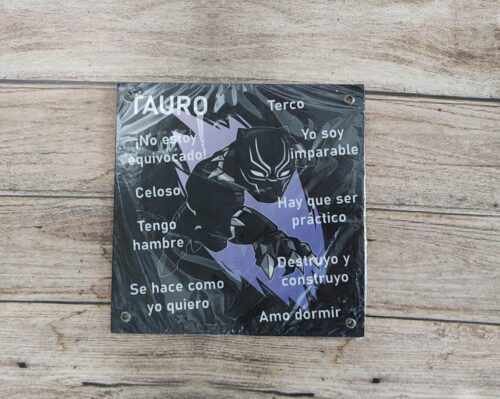 TAURO
Terco
¡No estoy
equivocado!
Yo soy
imparable
Celoso
Hay que ser
práctico
Tengo
hambre
Destruyo y
construyo
Se hace como
yo quiero
Amo dormir